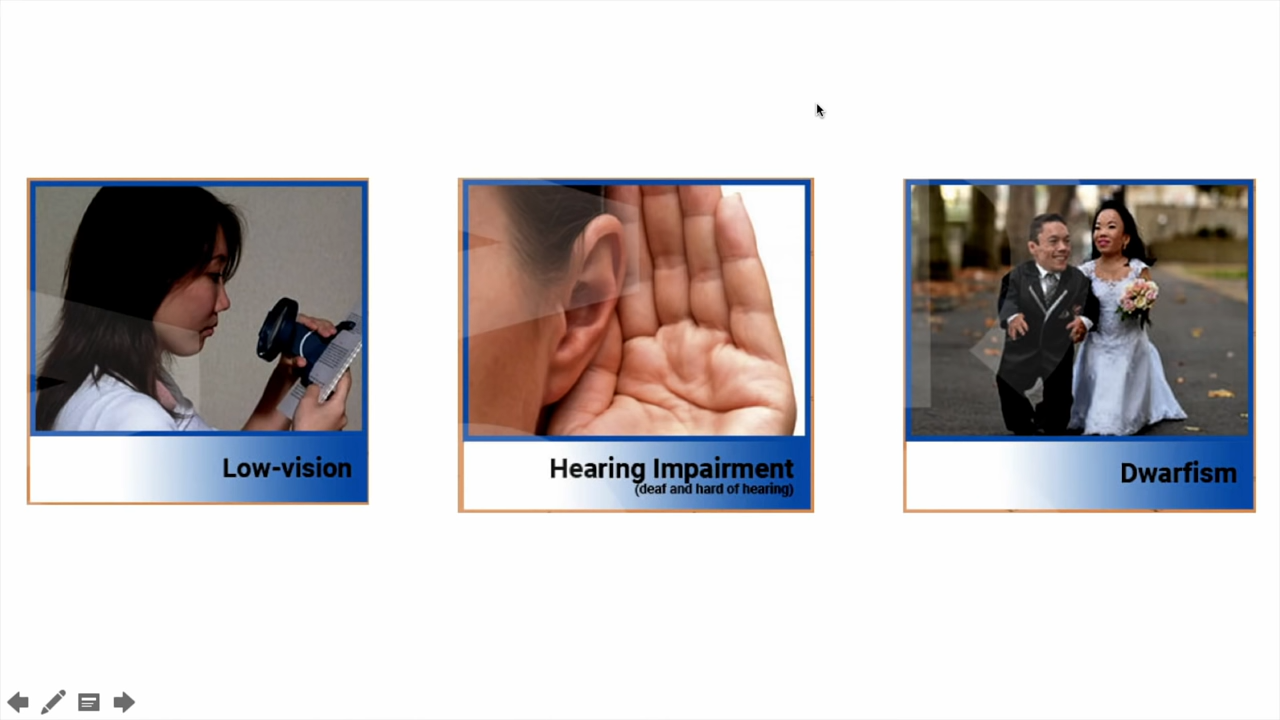 Low-vision
Hearing Impairment
(deaf and hard of hearing)
Dwarfism